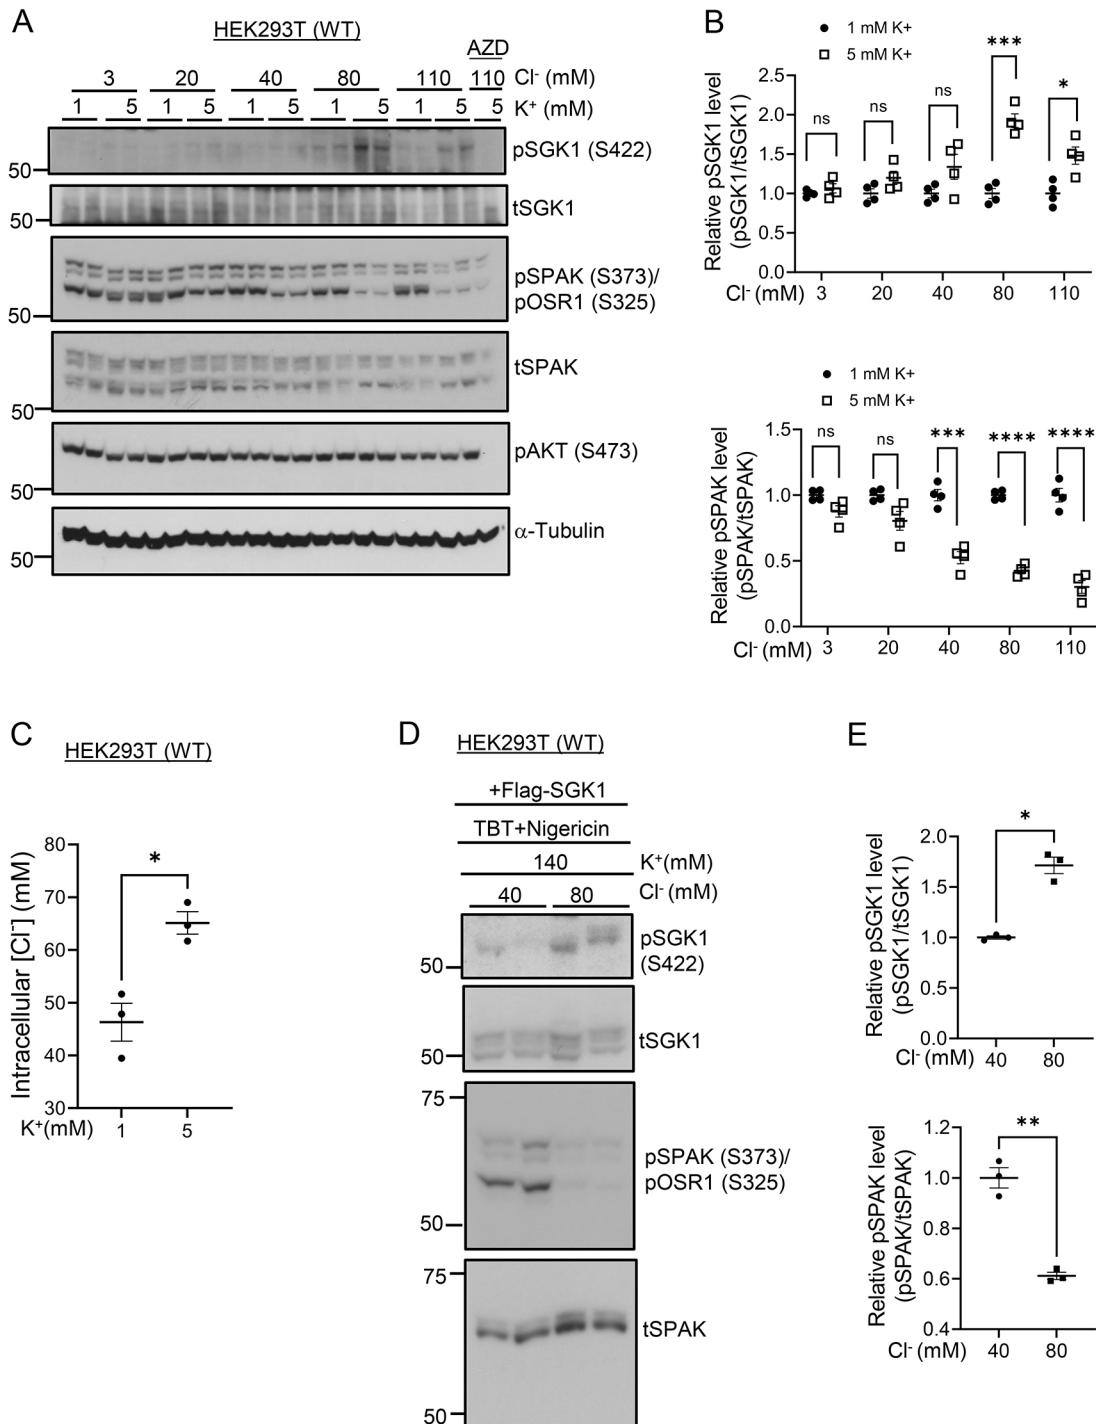 A
HEK293T (WT)
AZD
3 20 40 80 110 110 Cl- (mM)
1 5 1 5 1 5 1 5 1 5 5 K+ (mM)
50 pSGK1 (S422)
50 tSGK1
pSPAK (S373)/
50 pOSR1 (S325)
tSPAK
50
pAKT (S473)
50
α-Tubulin
50
B
1 mM K+
5 mM K+
Relative pSGK1 level
(pSGK1/tSGK1)
2.5
2.0
1.5
1.0
0.5
0.0
ns ns ns *** *
Cl- (mM) 3 20 40 80 110
1 mM K+
5 mM K+
Relative pSPAK level
(pSPAK/tSPAK)
1.5
1.0
0.5
0.0
ns ns *** **** ****
Cl- (mM) 3 20 40 80 110
C
HEK293T (WT)
Intracellular [Cl-] (mM)
80
70
60
50
40
30
*
K+(mM) 1 5
D
HEK293T (WT)
+Flag-SGK1
TBT+Nigericin
140 K+(mM)
40 80 Cl- (mM)
pSGK1
50 (S422)
tSGK1
50
75
pSPAK (S373)/
pOSR1 (S325)
50
75
tSPAK
50
E
Relative pSGK1 level
(pSGK1/tSGK1)
2.0
1.5
1.0
0.5
0.0
*
Cl- (mM) 40 80
Relative pSPAK level
(pSPAK/tSPAK)
1.2
1.0
0.8
0.6
0.4
**
Cl- (mM) 40 80